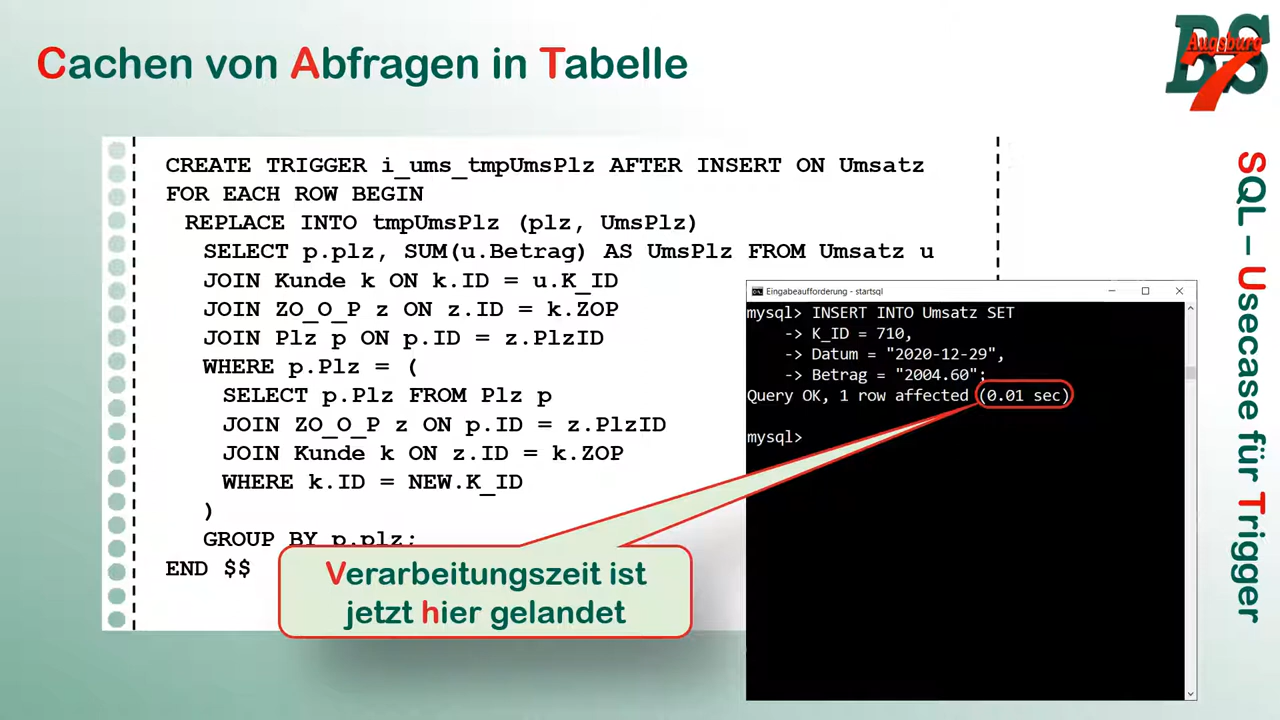 Cachen von Abfragen in Tabelle
BS
Augsburg
7
CREATE TRIGGER i_ums_tmpUmsPlz AFTER INSERT ON Umsatz
FOR EACH ROW BEGIN
REPLACE INTO tmpUmsPlz (plz, UmsPlz)
SELECT p.plz, SUM(u.Betrag) AS UmsPlz FROM Umsatz u
JOIN Kunde k ON k.ID = u.K_ID
JOIN ZO_O_P z ON z.ID = k.ZOP
JOIN Plz p ON p.ID = z.PlzID
WHERE p.Plz = (
SELECT p.Plz FROM Plz p
JOIN ZO_O_P z ON p.ID = z.PlzID
JOIN Kunde k ON z.ID = k.ZOP
WHERE k.ID = NEW.K_ID
)
GROUP BY p.plz;
END $$
Eingabeaufforderung - startsql
mysql> INSERT INTO Umsatz SET
-> K_ID = 710,
-> Datum = "2020-12-29",
-> Betrag = "2004.60";
Query OK, 1 row affected (0.01 sec)
mysql>
Verarbeitungszeit ist
jetzt hier gelandet
SQL – Usecase für Trigger